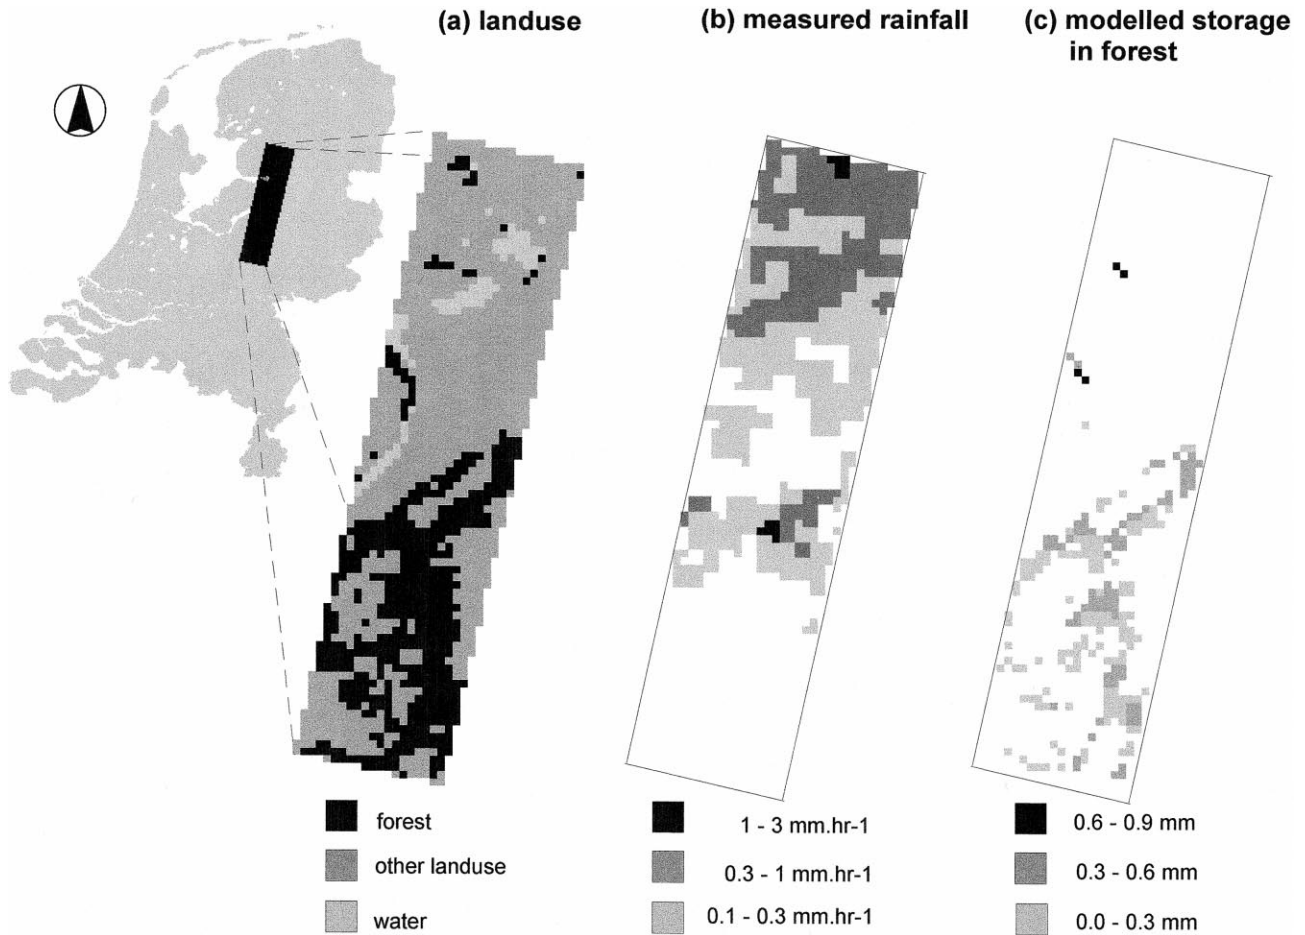 (a) landuse
(b) measured rainfall
(c) modelled storage
in forest
forest
other landuse
water
1 - 3 mm.hr-1
0.3 - 1 mm.hr-1
0.1 - 0.3 mm.hr-1
0.6 - 0.9 mm
0.3 - 0.6 mm
0.0 - 0.3 mm